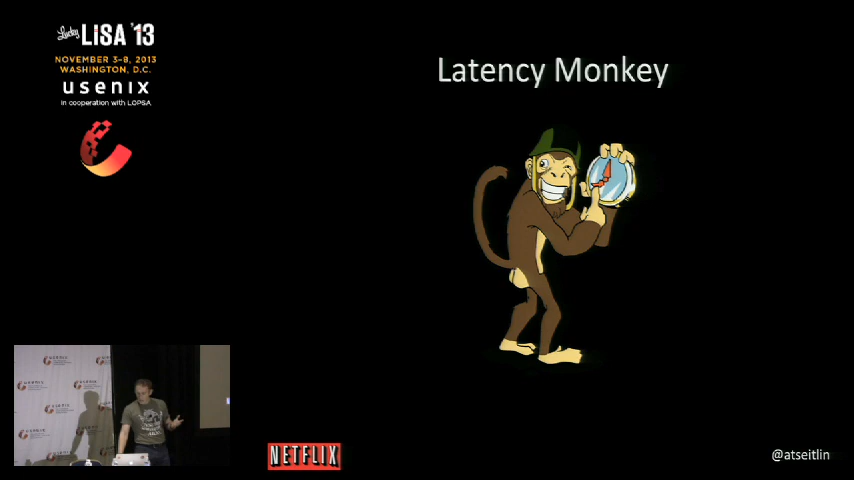 Lucky LISA '13
NOVEMBER 3–8, 2013
WASHINGTON, D.C.
usenix
in cooperation with LOPSA
Latency Monkey
NETFLIX
@atseitlin